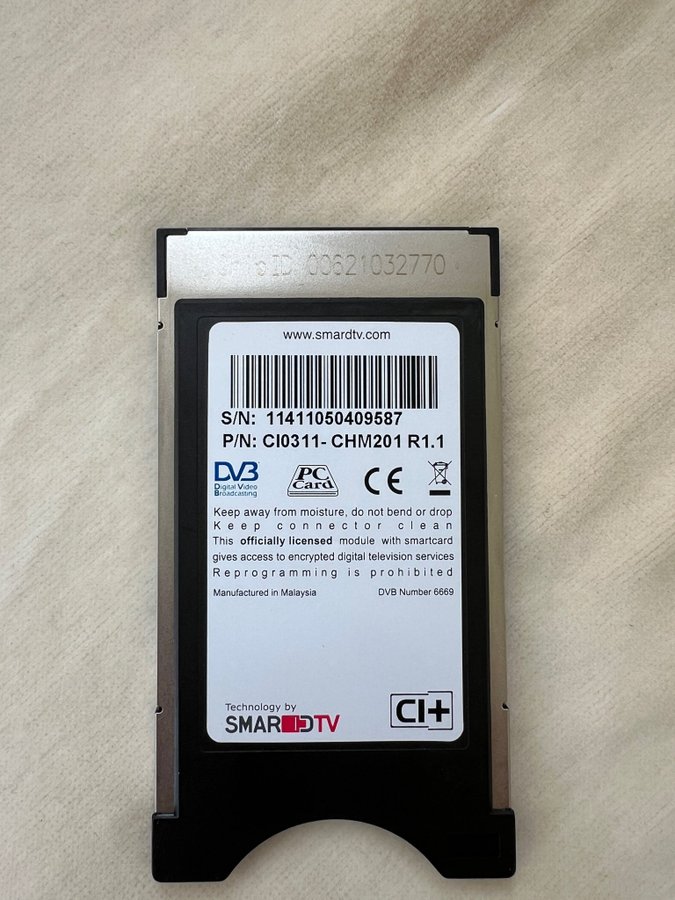 ID 00621032770
www.smardtv.com
S/N: 11411050409587
P/N: CI0311- CHM201 R1.1
DVB
Digital Video
Broadcasting
PC
Card
CE
Keep away from moisture, do not bend or drop
Keep connector clean
This officially licensed module with smartcard
gives access to encrypted digital television services
Reprogramming is prohibited
Manufactured in Malaysia DVB Number 6669
Technology by
SMARDTV
CI+